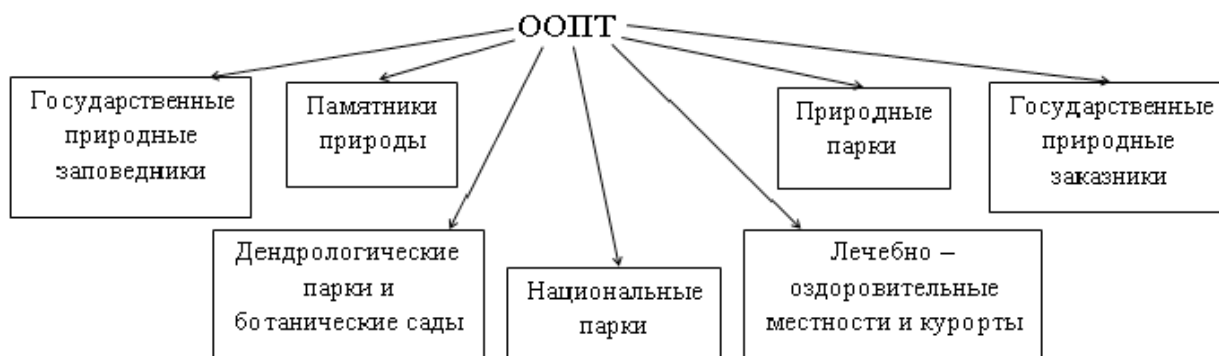 ООПТ
Государственные
природные
заповедники
Памятники
природы
Природные
парки
Государственные
природные
заказники
Дендрологические
парки и
ботанические сады
Национальные
парки
Лечебно –
оздоровительные
местности и курорты